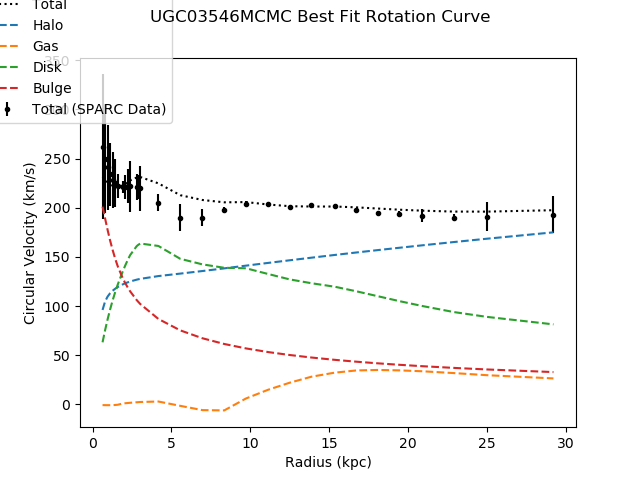 UGC03546MCMC Best Fit Rotation Curve
Total
Halo
Gas
Disk
Bulge
Total (SPARC Data)
Circular Velocity (km/s)
350
250
200
150
100
50
0
0 5 10 15 20 25 30
Radius (kpc)